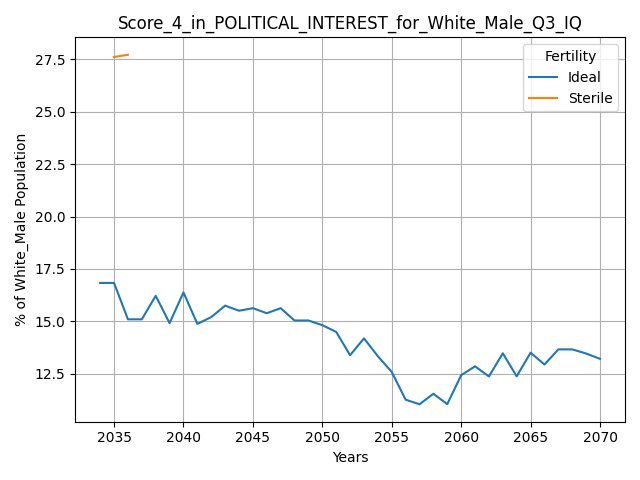 Score_4_in_POLITICAL_INTEREST_for_White_Male_Q3_IQ
Fertility
Ideal
Sterile
% of White_Male Population
27.5
25.0
22.5
20.0
17.5
15.0
12.5
2035 2040 2045 2050 2055 2060 2065 2070
Years